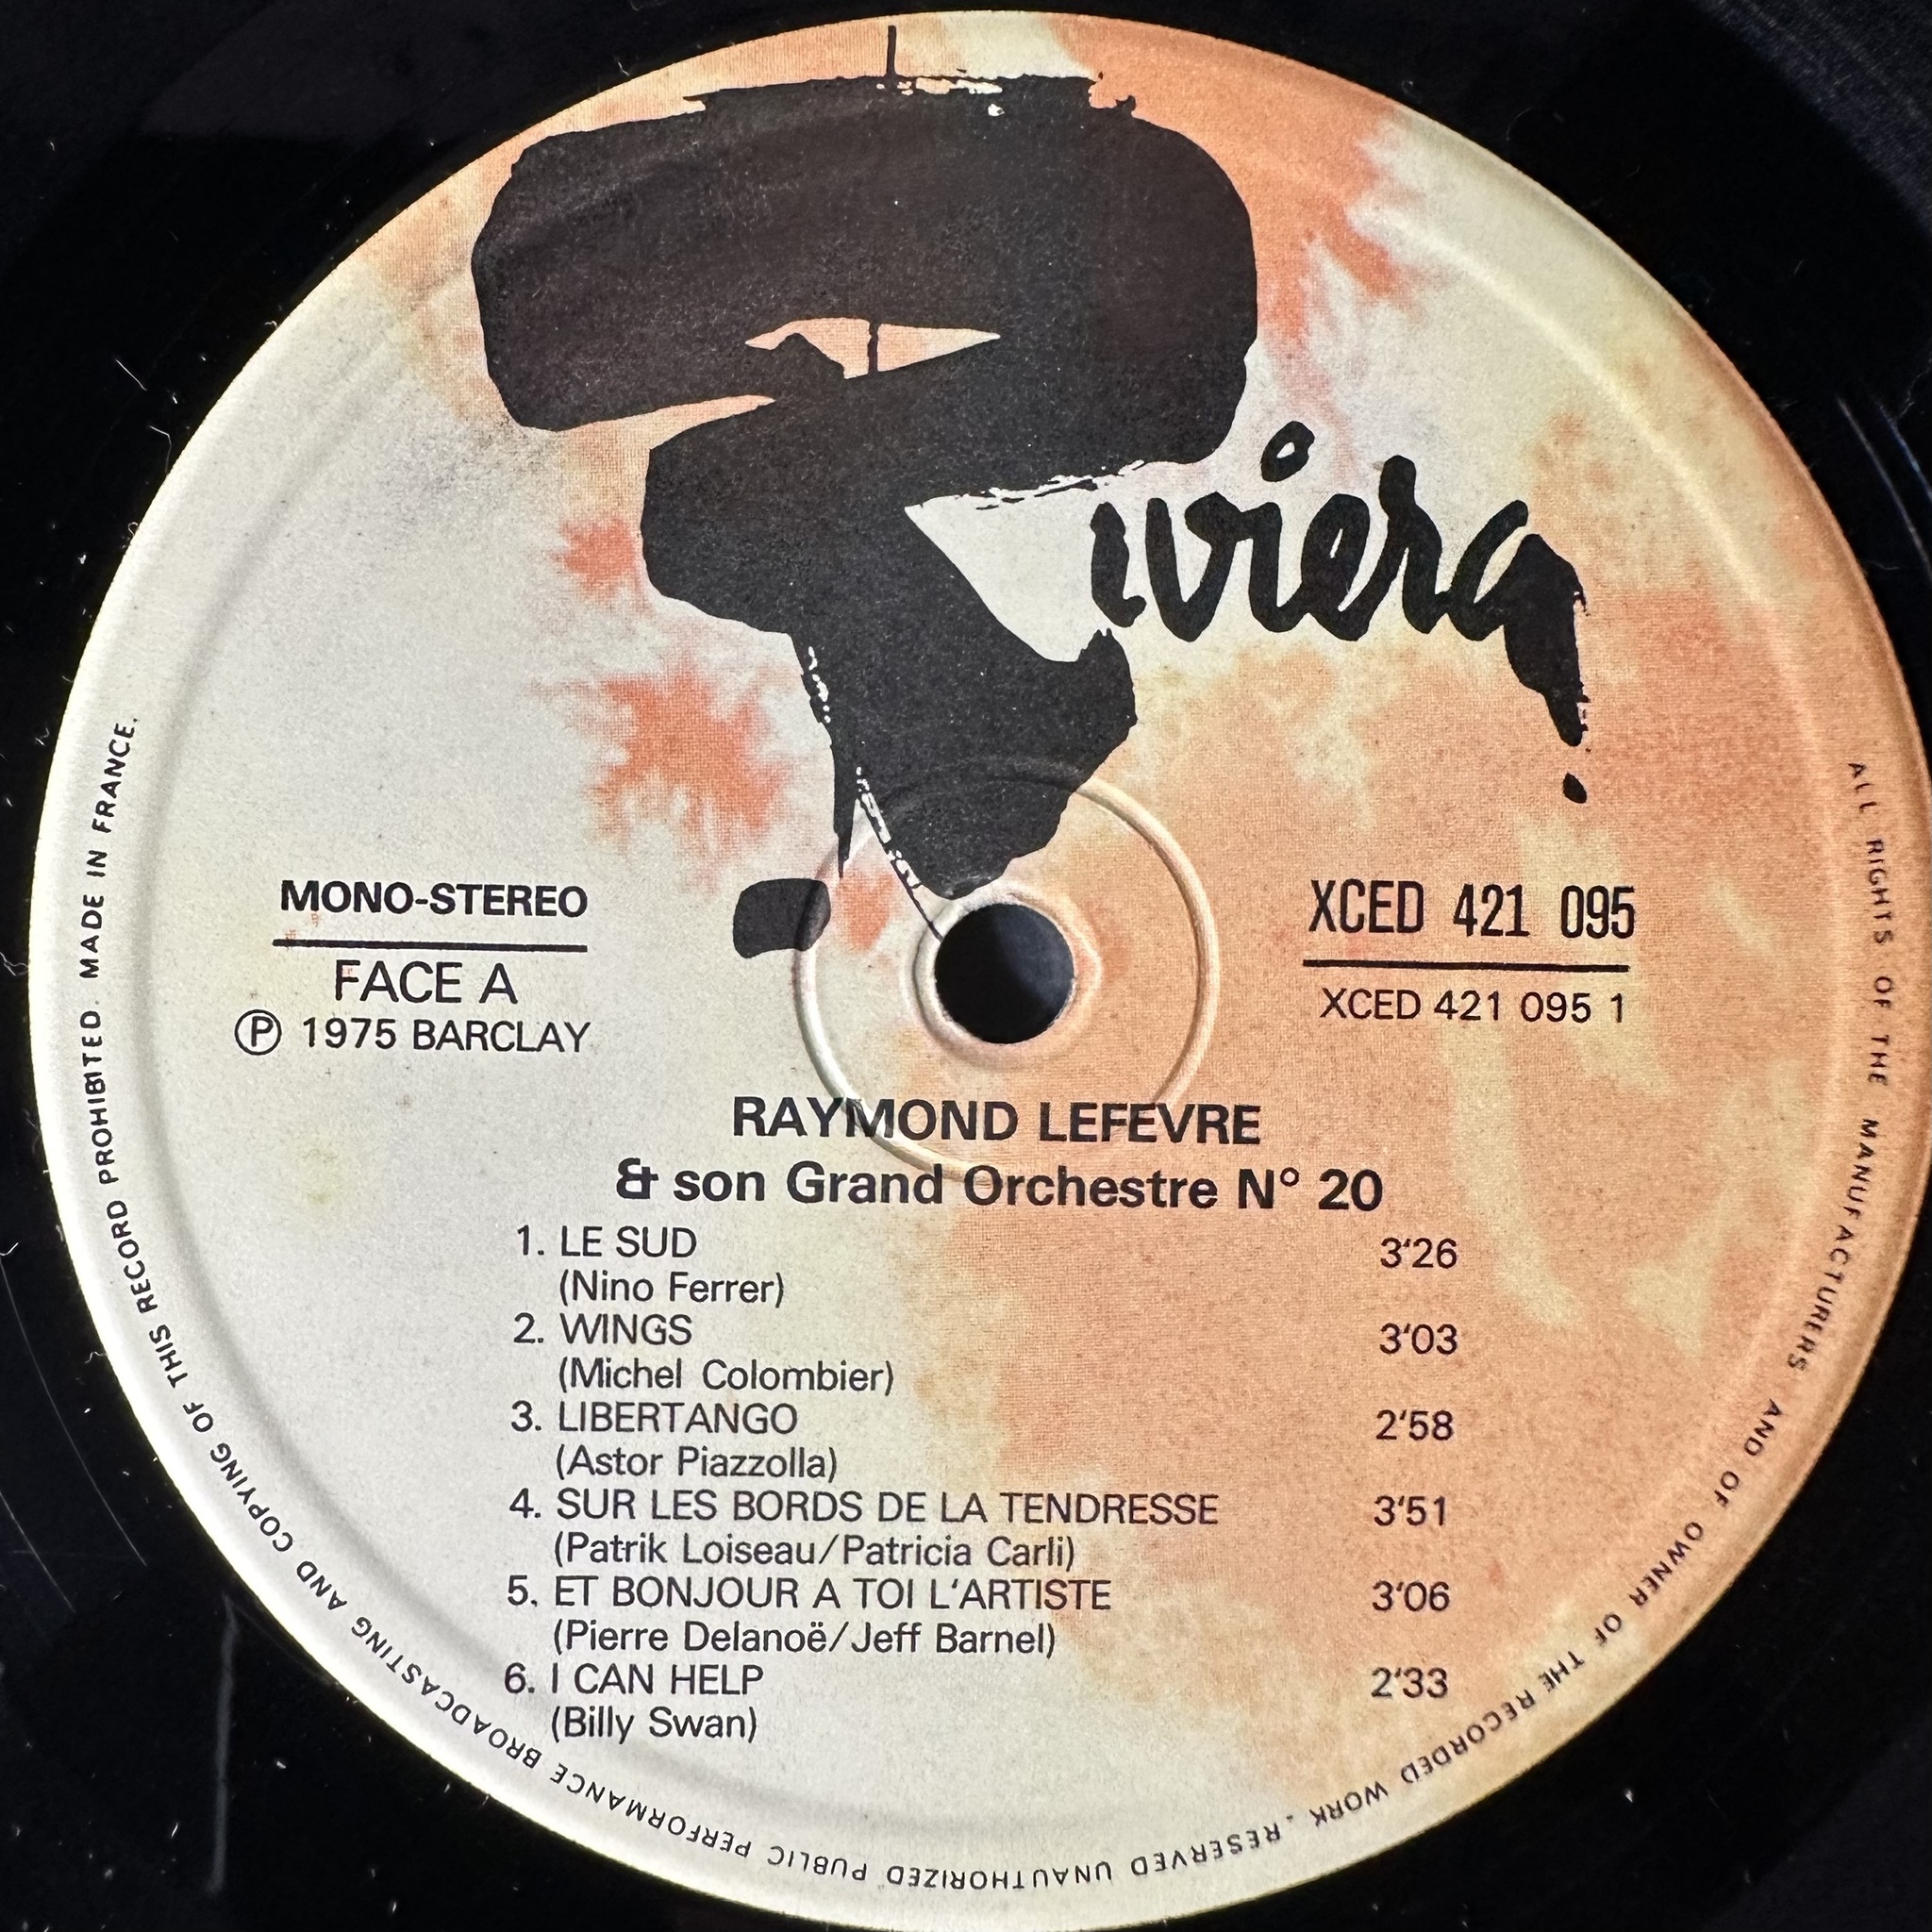 Riviera
MONO-STEREO
FACE A
Ⓟ 1975 BARCLAY
XCED 421 095
XCED 421 095 1
RAYMOND LEFEVRE
& son Grand Orchestre N° 20
1. LE SUD 3'26
(Nino Ferrer)
2. WINGS 3'03
(Michel Colombier)
3. LIBERTANGO 2'58
(Astor Piazzolla)
4. SUR LES BORDS DE LA TENDRESSE 3'51
(Patrik Loiseau/Patricia Carli)
5. ET BONJOUR A TOI L'ARTISTE 3'06
(Pierre Delanoë/Jeff Barnel)
6. I CAN HELP 2'33
(Billy Swan)
ALL RIGHTS OF THE MANUFACTURERS AND OF OWNER OF THE RECORDED WORK . RESERVED UNAUTHORIZED PUBLIC PERFORMANCE BROADCASTING AND COPYING OF THIS RECORD PROHIBITED. MADE IN FRANCE.